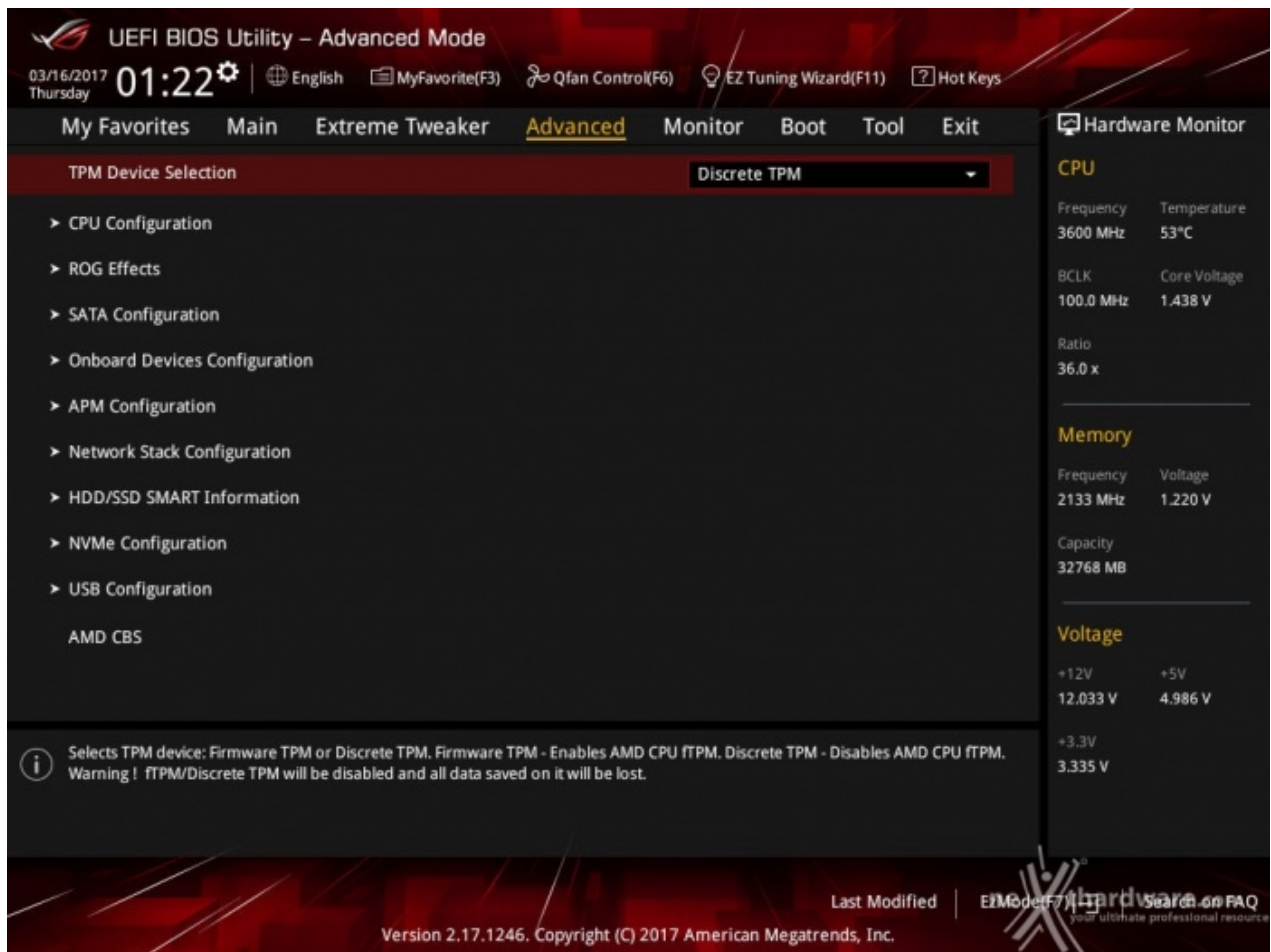 UEFI BIOS Utility – Advanced Mode
03/16/2017
Thursday
01:22
English
MyFavorite(F3)
Qfan Control(F6)
EZ Tuning Wizard(F11)
? Hot Keys
My Favorites Main Extreme Tweaker Advanced Monitor Boot Tool Exit
TPM Device Selection Discrete TPM
CPU Configuration
ROG Effects
SATA Configuration
Onboard Devices Configuration
APM Configuration
Network Stack Configuration
HDD/SSD SMART Information
NVMe Configuration
USB Configuration
AMD CBS
Selects TPM device: Firmware TPM or Discrete TPM. Firmware TPM - Enables AMD CPU fTPM. Discrete TPM - Disables AMD CPU fTPM.
Warning ! fTPM/Discrete TPM will be disabled and all data saved on it will be lost.
Hardware Monitor
CPU
Frequency Temperature
3600 MHz 53°C
BCLK Core Voltage
100.0 MHz 1.438 V
Ratio
36.0 x
Memory
Frequency Voltage
2133 MHz 1.220 V
Capacity
32768 MB
Voltage
+12V +5V
12.033 V 4.986 V
+3.3V
3.335 V
Last Modified
EzMode(F7)
Search on FAQ
your ultimate professional resource
Version 2.17.1246. Copyright (C) 2017 American Megatrends, Inc.